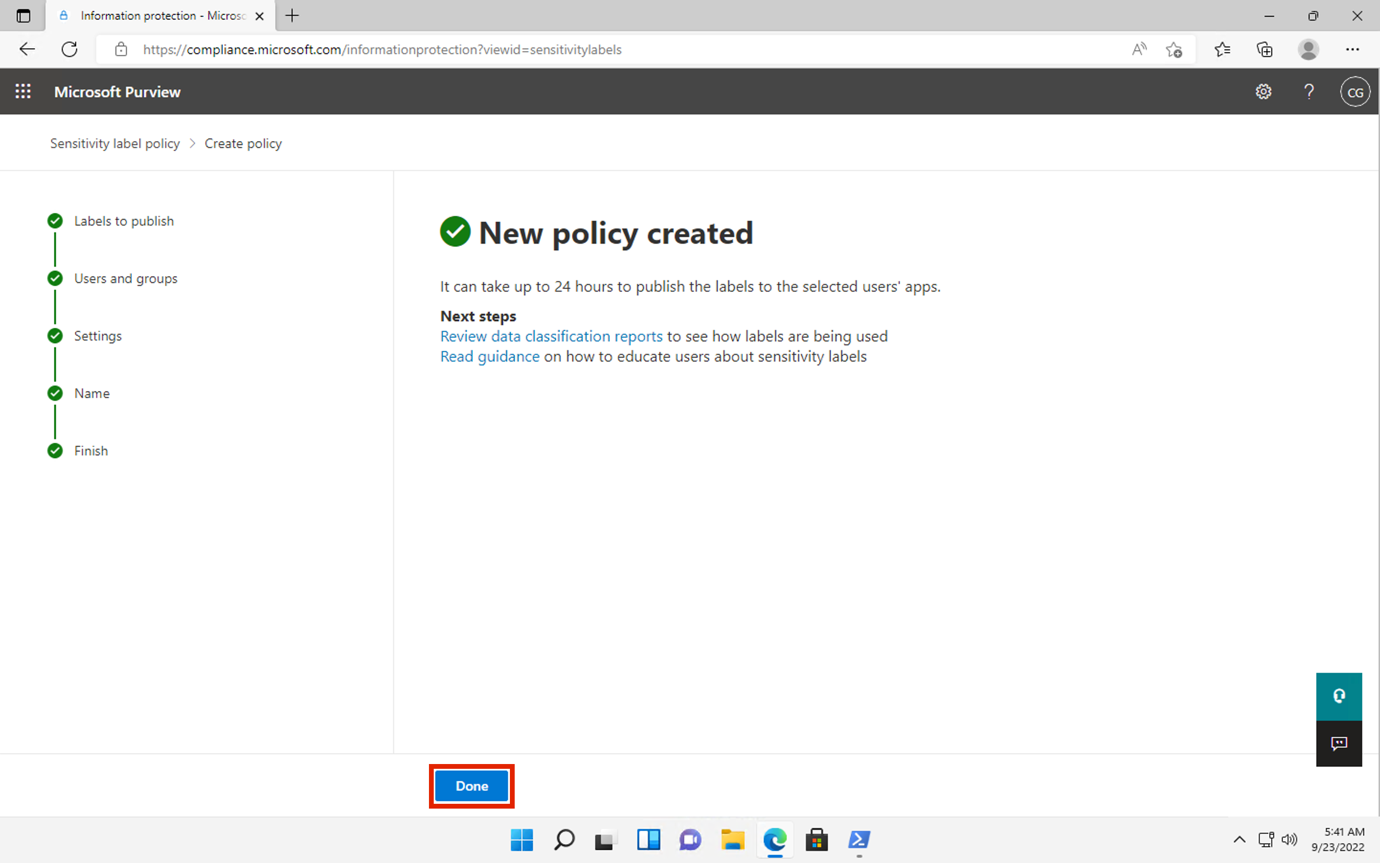 Information protection - Microsc
https://compliance.microsoft.com/informationprotection?viewid=sensitivitylabels
Microsoft Purview
CG
Sensitivity label policy > Create policy
Labels to publish
Users and groups
Settings
Name
Finish
New policy created
It can take up to 24 hours to publish the labels to the selected users' apps.
Next steps
Review data classification reports to see how labels are being used
Read guidance on how to educate users about sensitivity labels
Done
5:41 AM
9/23/2022